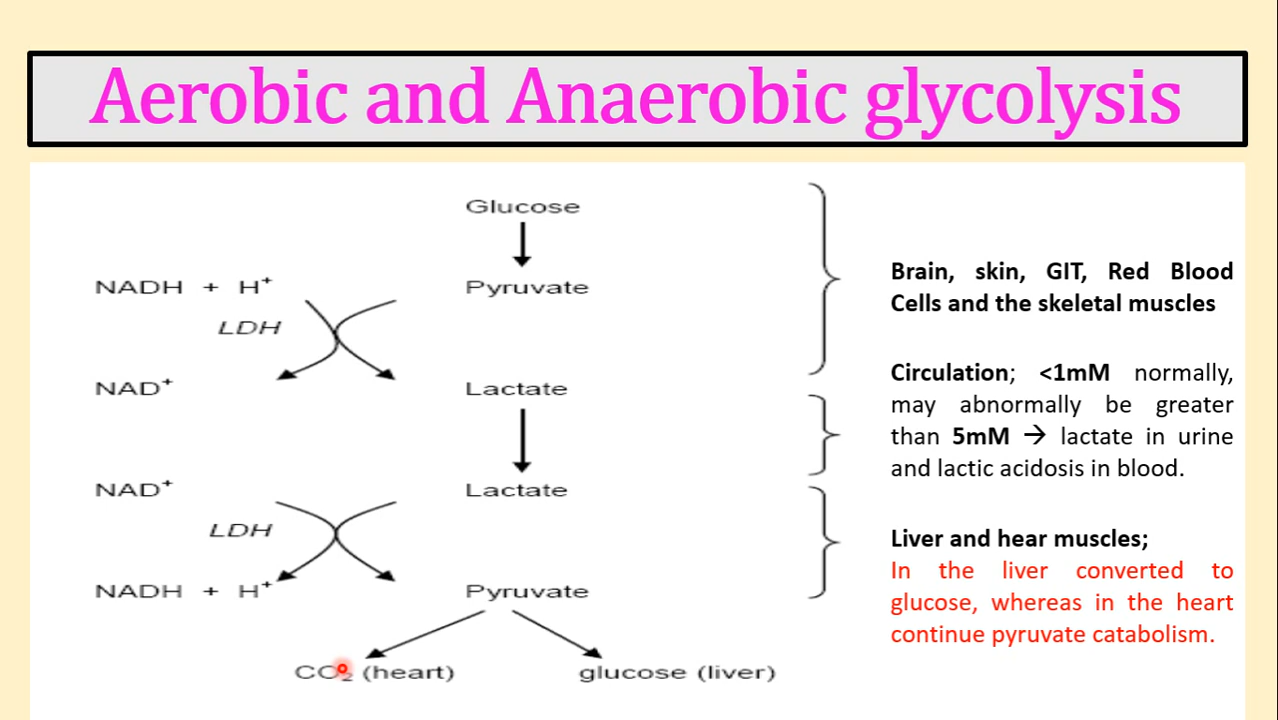 Aerobic and Anaerobic glycolysis
Glucose
NADH + H⁺
Pyruvate
LDH
NAD⁺
Lactate
NAD⁺
Lactate
LDH
NADH + H⁺
Pyruvate
CO₂ (heart)
glucose (liver)
Brain, skin, GIT, Red Blood
Cells and the skeletal muscles
Circulation; <1mM normally,
may abnormally be greater
than 5mM → lactate in urine
and lactic acidosis in blood.
Liver and hear muscles;
In the liver converted to
glucose, whereas in the heart
continue pyruvate catabolism.